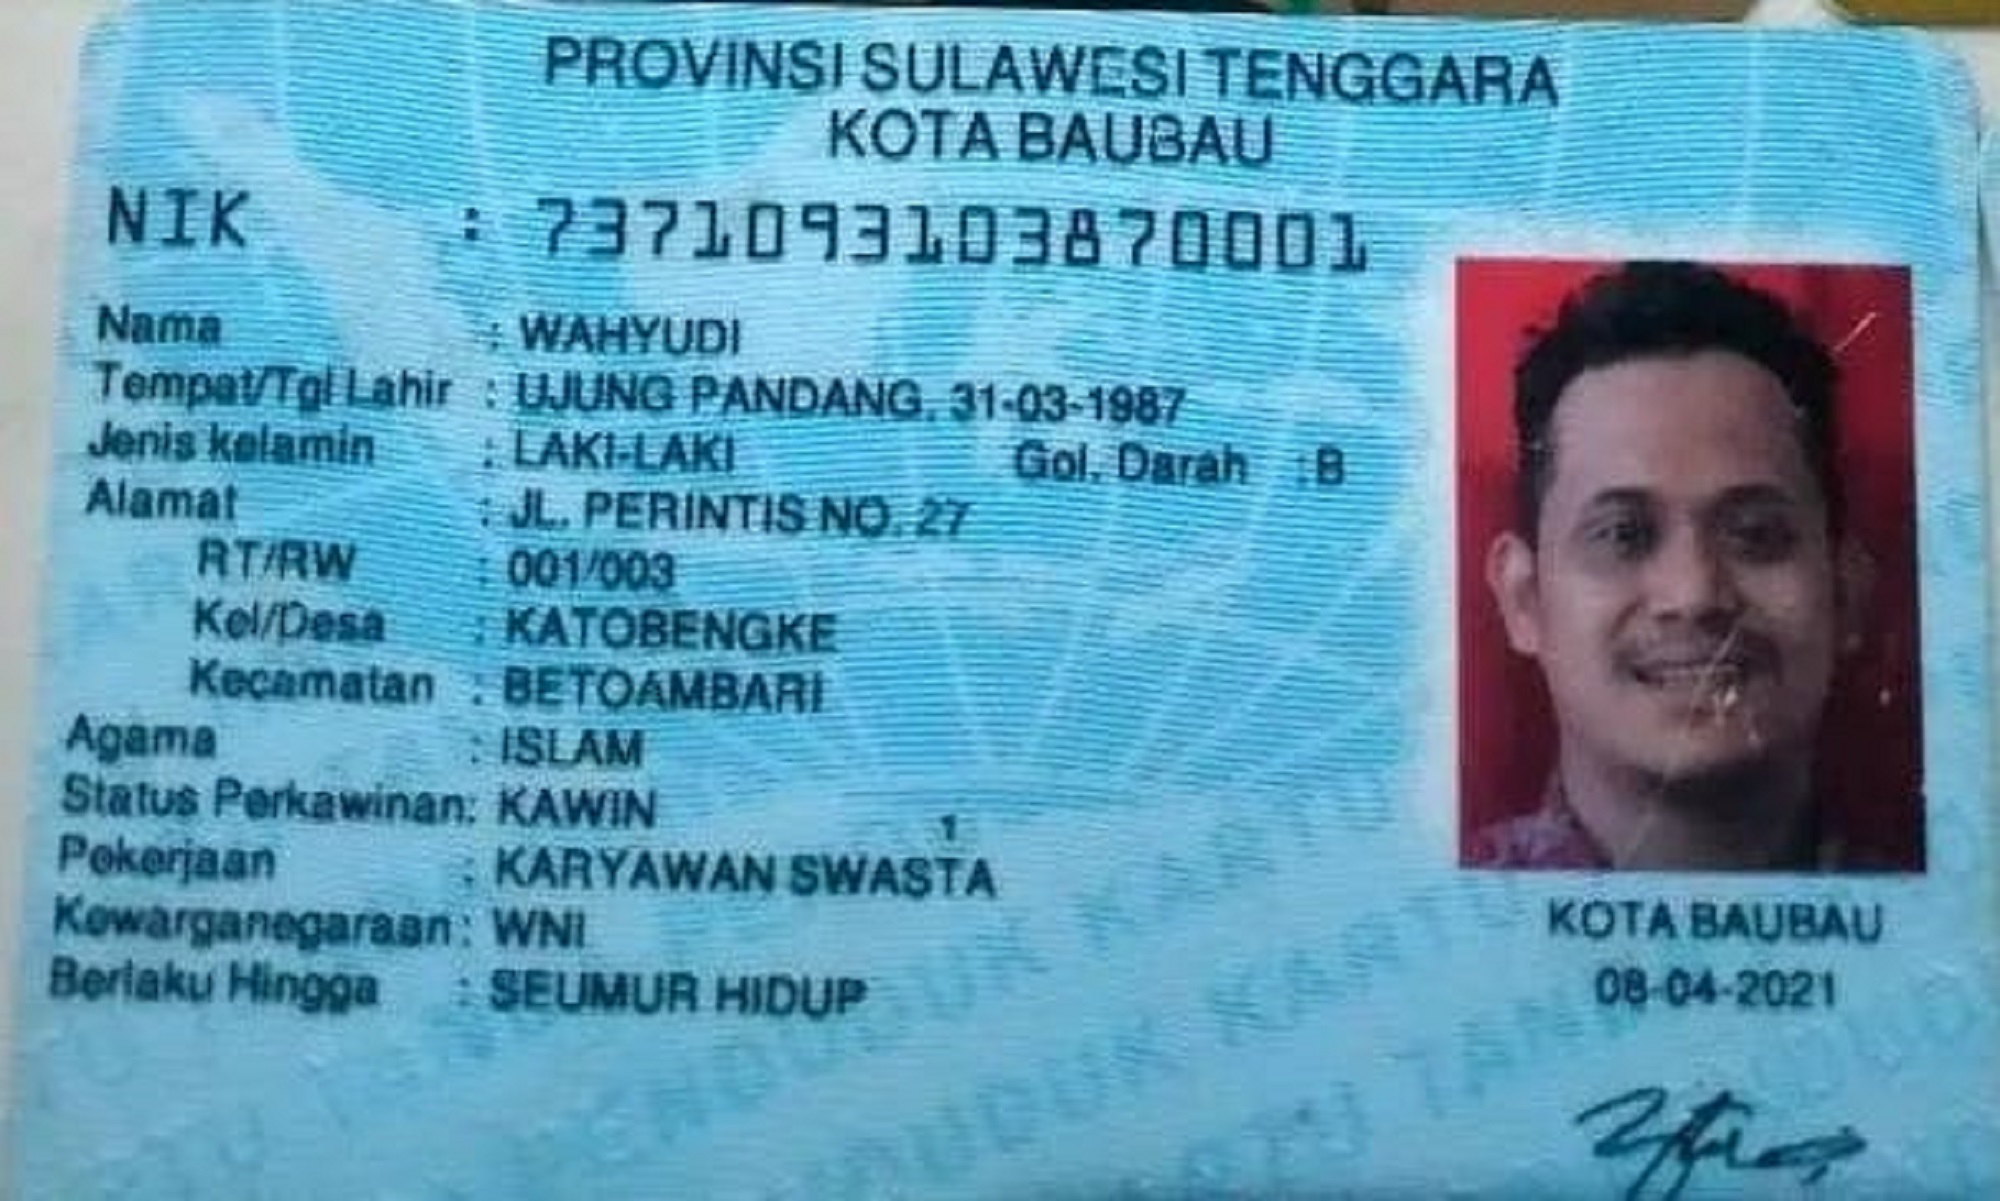 PROVINSI SULAWESI TENGGARA
KOTA BAUBAU
NIK : 7371093103870001
Nama : WAHYUDI
Tempat/Tgl Lahir : UJUNG PANDANG, 31-03-1987
Jenis kelamin : LAKI-LAKI Gol. Darah : B
Alamat : JL. PERINTIS NO. 27
RT/RW : 001/003
Kel/Desa : KATOBENGKE
Kecamatan : BETOAMBARI
Agama : ISLAM
Status Perkawinan: KAWIN
1
Pekerjaan : KARYAWAN SWASTA
Kewarganegaraan: WNI
Berlaku Hingga : SEUMUR HIDUP
KOTA BAUBAU
08-04-2021